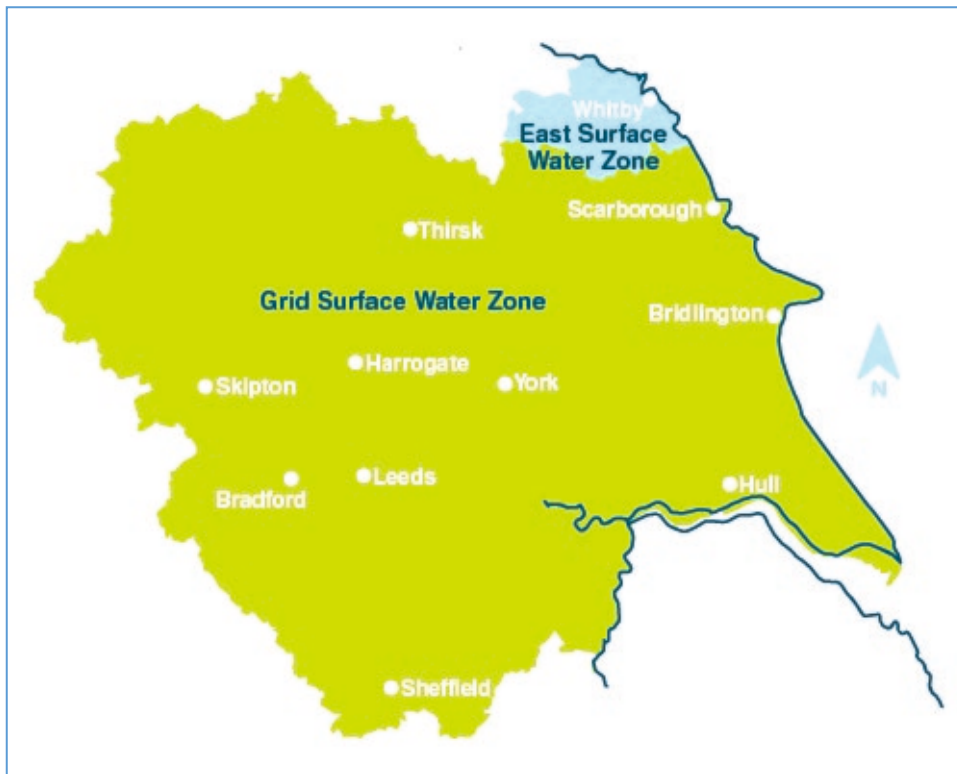 Whitby
East Surface
Water Zone
Scarborough
Thirsk
Grid Surface Water Zone
Bridlington
Harrogate
Skipton
York
N
Leeds
Bradford
Hull
Sheffield